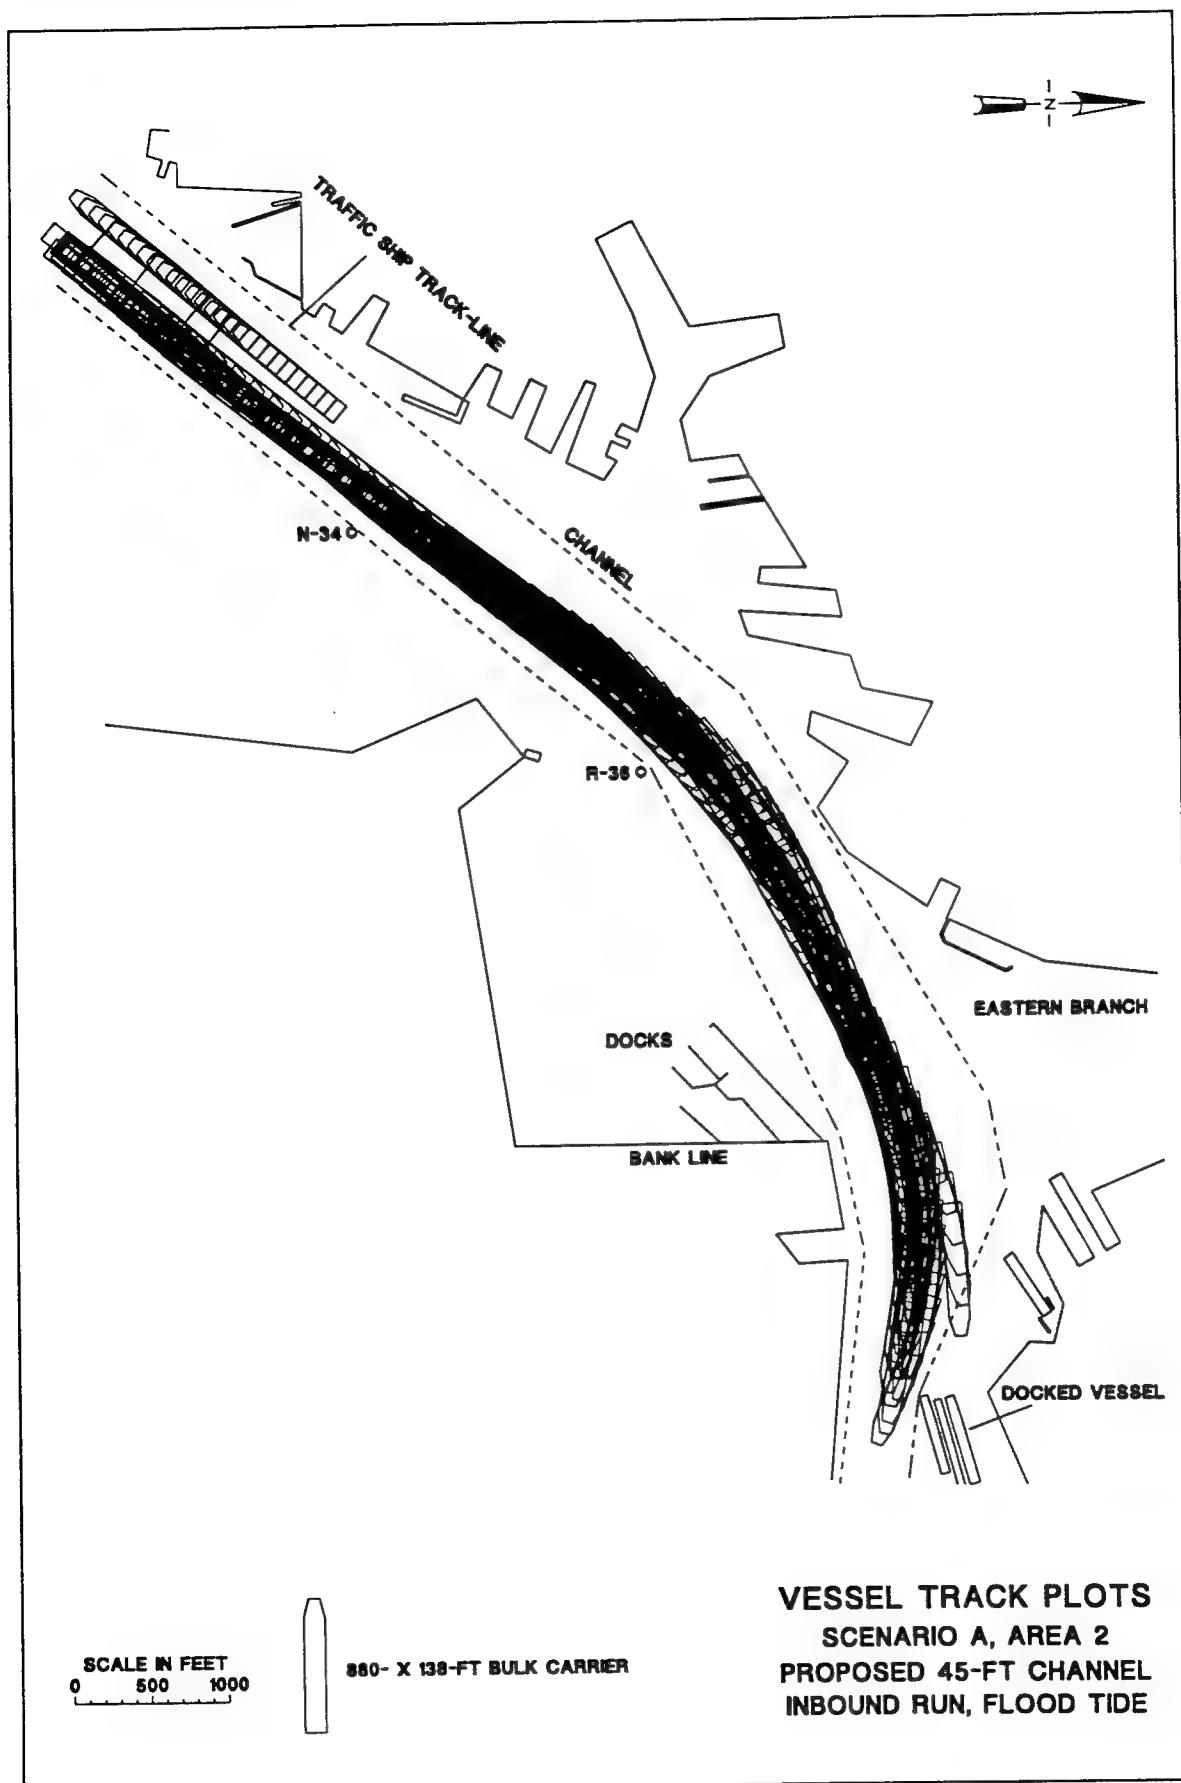 N
TRAFFIC SHIP TRACK-LINE
N-34
CHANNEL
R-36
EASTERN BRANCH
DOCKS
BANK LINE
DOCKED VESSEL
SCALE IN FEET
0 500 1000
880- X 138-FT BULK CARRIER
VESSEL TRACK PLOTS
SCENARIO A, AREA 2
PROPOSED 45-FT CHANNEL
INBOUND RUN, FLOOD TIDE